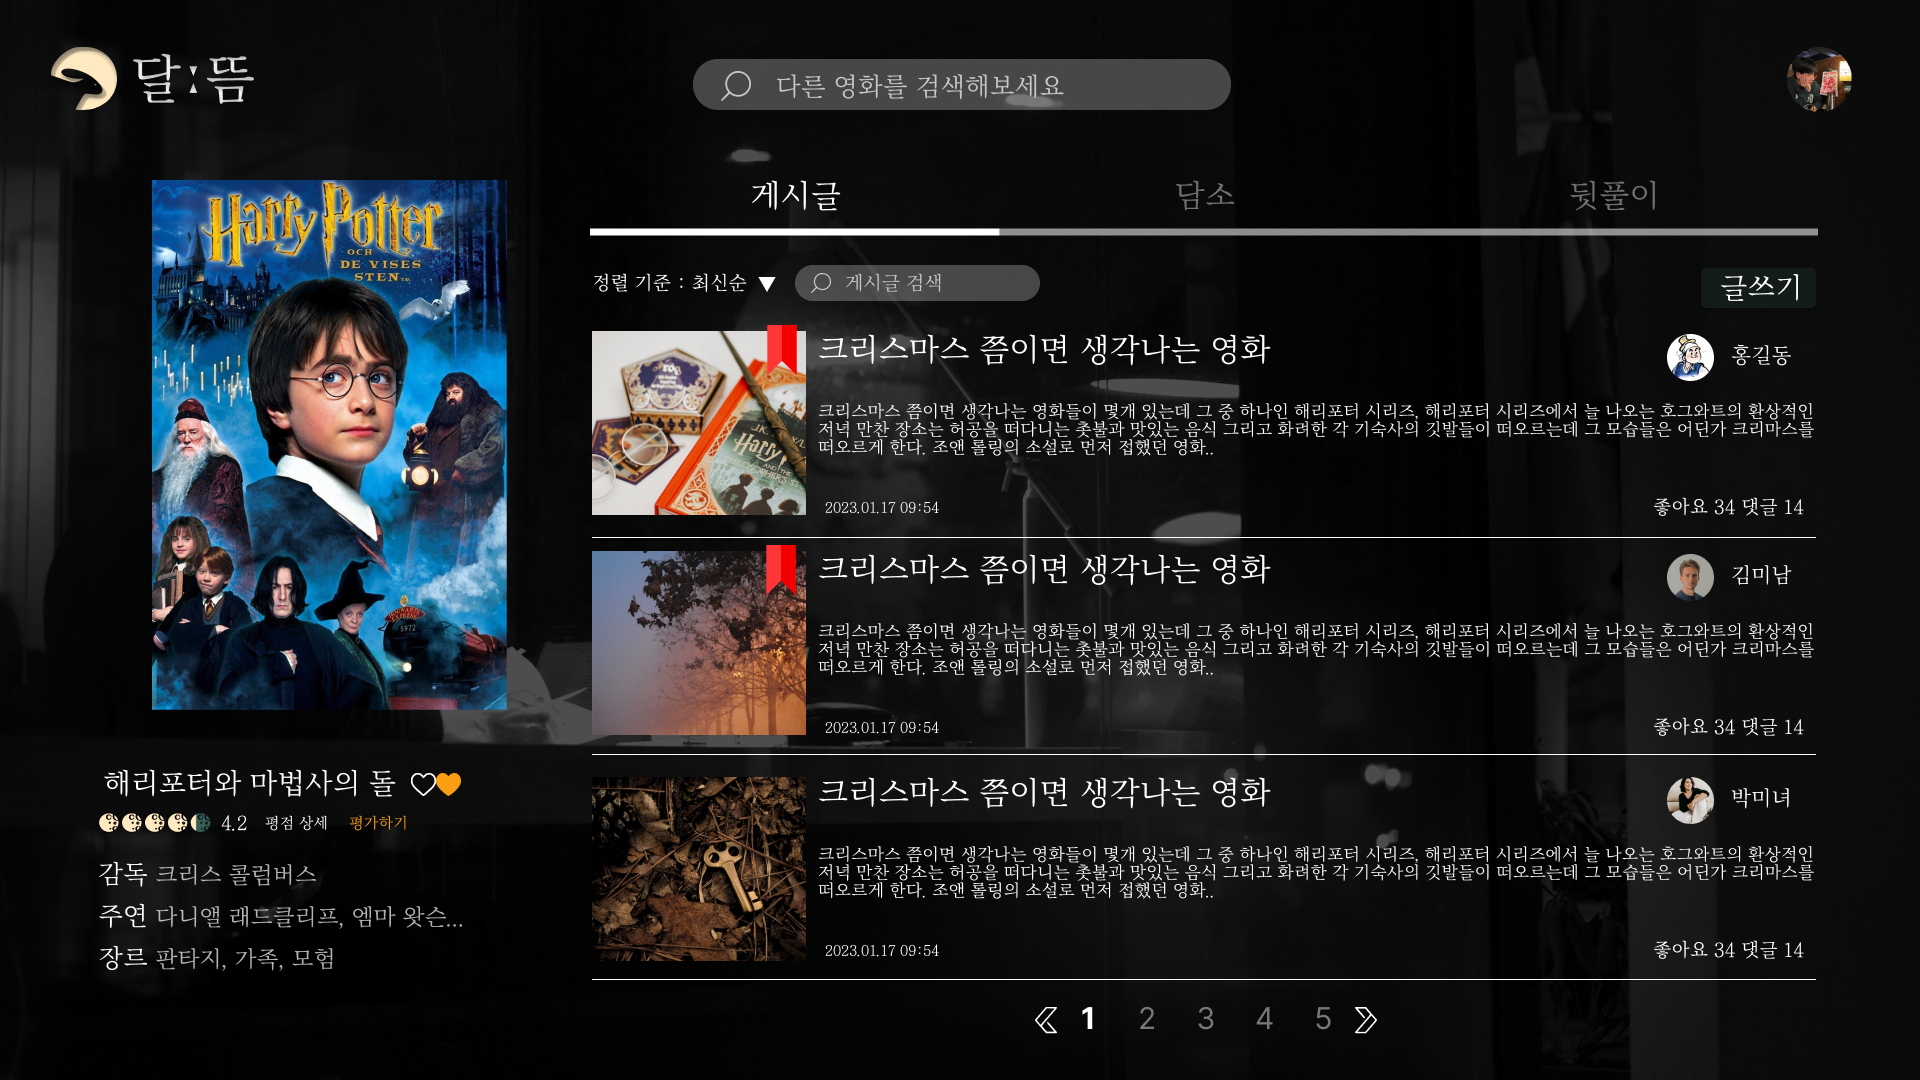 달:뜸
다른 영화를 검색해보세요
Harry Potter
OCH
DE VISES
STEN
5972
해리포터와 마법사의 돌
4.2 평점 상세 평가하기
감독 크리스 콜럼버스
주연 다니앨 래드클리프, 엠마 왓슨...
장르 판타지, 가족, 모험
게시글 담소 뒷풀이
정렬 기준 : 최신순 ▼ 게시글 검색
글쓰기
크리스마스 쯤이면 생각나는 영화
홍길동
크리스마스 쯤이면 생각나는 영화들이 몇개 있는데 그 중 하나인 해리포터 시리즈, 해리포터 시리즈에서 늘 나오는 호그와트의 환상적인
저녁 만찬 장소는 허공을 떠다니는 촛불과 맛있는 음식 그리고 화려한 각 기숙사의 깃발들이 떠오르는데 그 모습들은 어딘가 크리마스를
떠오르게 한다. 조앤 롤링의 소설로 먼저 접했던 영화..
2023.01.17 09:54
좋아요 34 댓글 14
크리스마스 쯤이면 생각나는 영화
김미남
크리스마스 쯤이면 생각나는 영화들이 몇개 있는데 그 중 하나인 해리포터 시리즈, 해리포터 시리즈에서 늘 나오는 호그와트의 환상적인
저녁 만찬 장소는 허공을 떠다니는 촛불과 맛있는 음식 그리고 화려한 각 기숙사의 깃발들이 떠오르는데 그 모습들은 어딘가 크리마스를
떠오르게 한다. 조앤 롤링의 소설로 먼저 접했던 영화..
2023.01.17 09:54
좋아요 34 댓글 14
크리스마스 쯤이면 생각나는 영화
박미녀
크리스마스 쯤이면 생각나는 영화들이 몇개 있는데 그 중 하나인 해리포터 시리즈, 해리포터 시리즈에서 늘 나오는 호그와트의 환상적인
저녁 만찬 장소는 허공을 떠다니는 촛불과 맛있는 음식 그리고 화려한 각 기숙사의 깃발들이 떠오르는데 그 모습들은 어딘가 크리마스를
떠오르게 한다. 조앤 롤링의 소설로 먼저 접했던 영화..
2023.01.17 09:54
좋아요 34 댓글 14
1 2 3 4 5